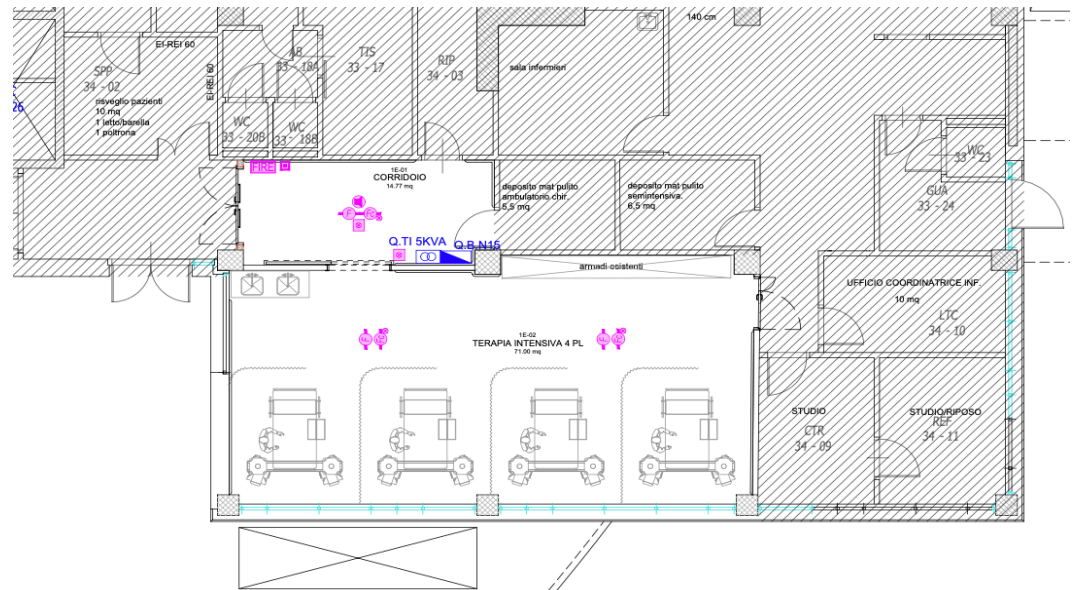 140 cm
EI-REI 60
AB
33 - 18A
TIS
33 - 17
RIP
34 - 03
sala infermieri
SPP
34 - 02
EI-REI 60
risveglio pazienti
10 mq
1 letto/barella
1 poltrona
26
WC
33 - 20B
WC
33 - 18B
WC
33 - 23
FIRE
1E-01
CORRIDOIO
14.77 mq
deposito mat pulito
ambulatorio chir.
5,5 mq
deposito mat pulito
semintensiva.
6,5 mq
GUA
33 - 24
Q.TI 5KVA
Q.B.N15
armadi esistenti
UFFICIO COORDINATRICE INF.
10 mq
LTC
34 - 10
1E-02
TERAPIA INTENSIVA 4 PL
71.00 mq
STUDIO
CTR
34 - 09
STUDIO/RIPOSO
REF
34 - 11